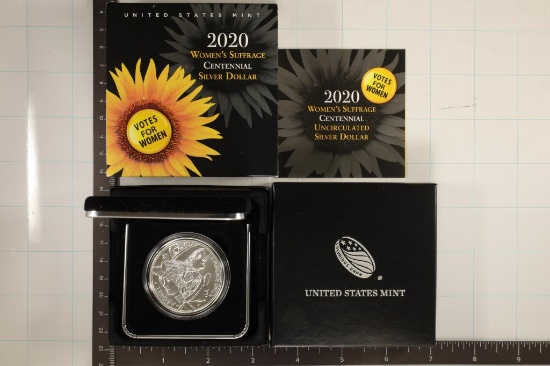 UNITED STATES MINT
2020
WOMEN'S SUFFRAGE
CENTENNIAL
SILVER DOLLAR
VOTES
FOR
WOMEN
2020
WOMEN'S SUFFRAGE
CENTENNIAL
UNCIRCULATED
SILVER DOLLAR
VOTES
FOR
WOMEN
UNITED STATES MINT
1
2
3
4
5
6
7
8
9